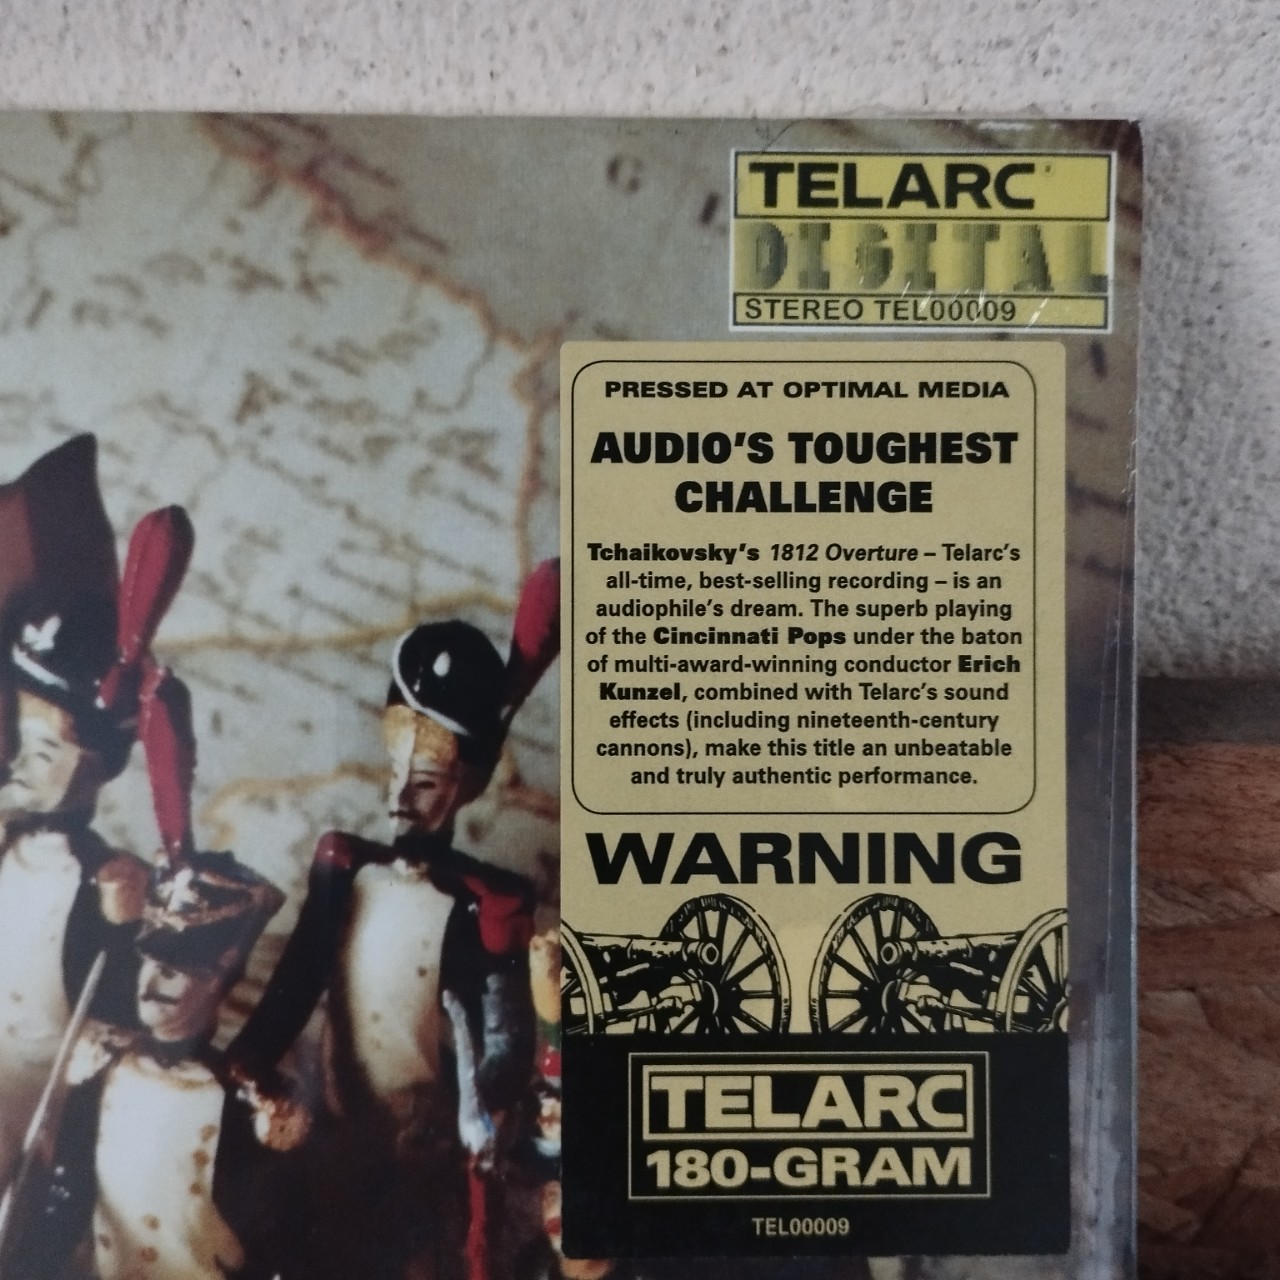 TELARC
DIGITAL
STEREO TEL00009
PRESSED AT OPTIMAL MEDIA
AUDIO'S TOUGHEST
CHALLENGE
Tchaikovsky's 1812 Overture – Telarc's
all-time, best-selling recording – is an
audiophile's dream. The superb playing
of the Cincinnati Pops under the baton
of multi-award-winning conductor Erich
Kunzel, combined with Telarc's sound
effects (including nineteenth-century
cannons), make this title an unbeatable
and truly authentic performance.
WARNING
TELARC
180-GRAM
TEL00009